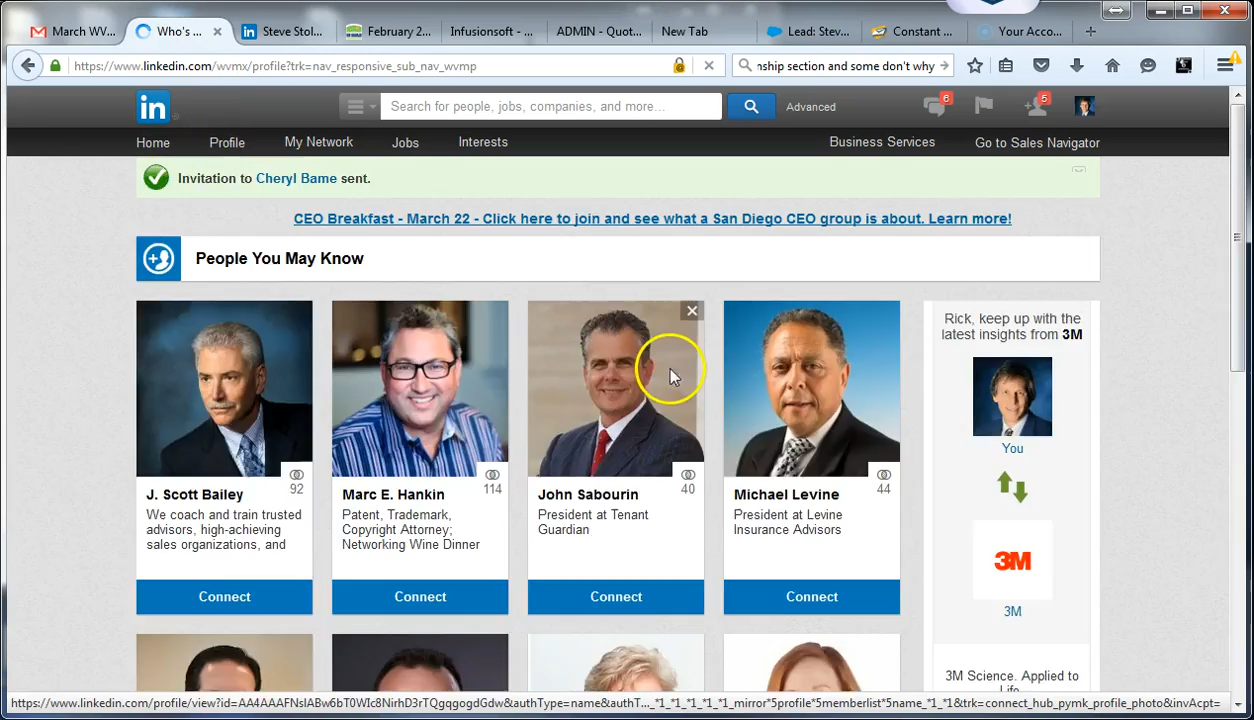 March WV...
Who's ...
Steve Stol...
February 2...
Infusionsoft - ...
ADMIN - Quot...
New Tab
Lead: Stev...
Constant ...
Your Acco...
https://www.linkedin.com/wvmx/profile?trk=nav_responsive_sub_nav_wvmp
ship section and some don't why
in
Search for people, jobs, companies, and more...
Advanced
6
5
Home
Profile
My Network
Jobs
Interests
Business Services
Go to Sales Navigator
Invitation to Cheryl Bame sent.
CEO Breakfast - March 22 - Click here to join and see what a San Diego CEO group is about. Learn more!
People You May Know
92
J. Scott Bailey
We coach and train trusted
advisors, high-achieving
sales organizations, and
Connect
114
Marc E. Hankin
Patent, Trademark,
Copyright Attorney;
Networking Wine Dinner
Connect
40
John Sabourin
President at Tenant
Guardian
Connect
44
Michael Levine
President at Levine
Insurance Advisors
Connect
Rick, keep up with the
latest insights from 3M
You
3M
3M
3M Science. Applied to
Life.